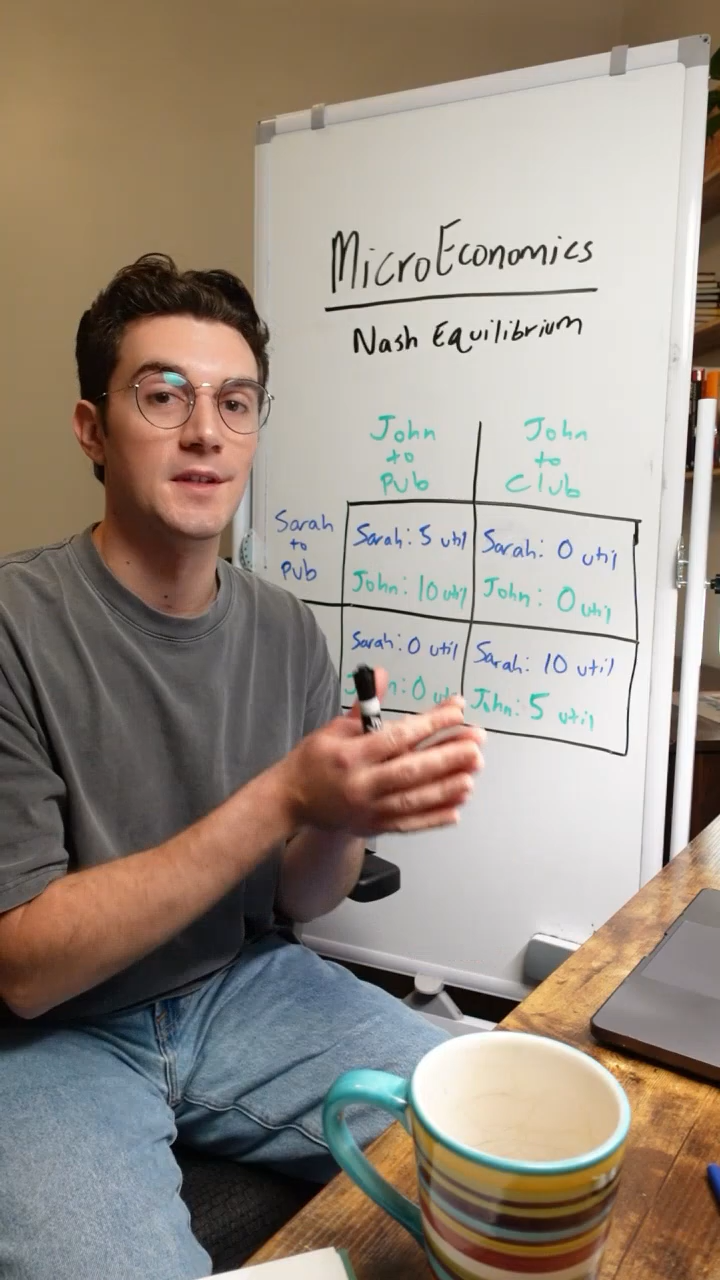 MicroEconomics
Nash Equilibrium
John
to
Pub
John
to
Club
Sarah
to
Pub
Sarah: 5 util
John: 10 util
Sarah: 0 util
John: 0 util
Sarah: 0 util
0
Sarah: 10 util
John: 5 util